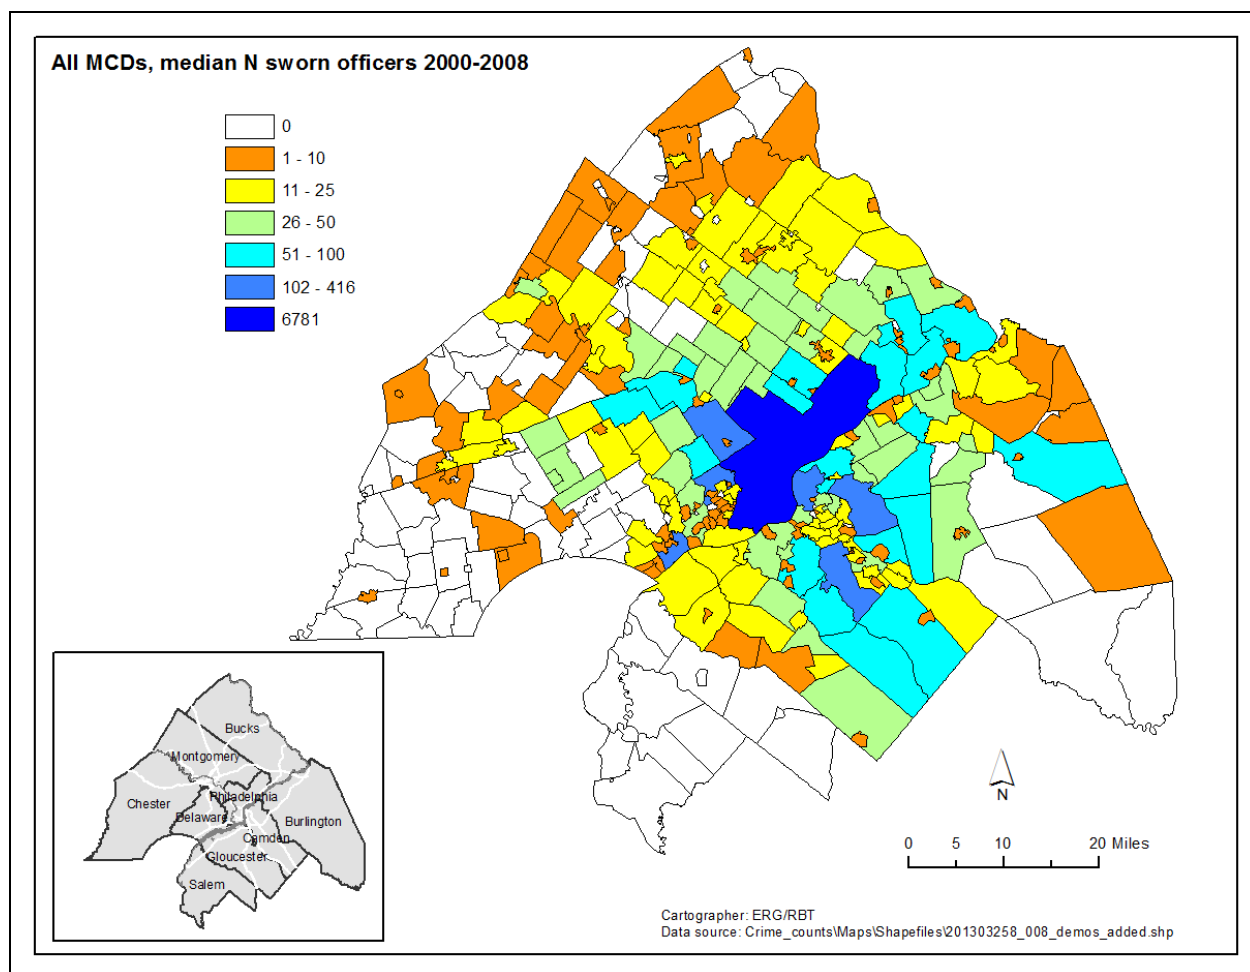 All MCDs, median N sworn officers 2000-2008
0
1 - 10
11 - 25
26 - 50
51 - 100
102 - 416
6781
Bucks
Montgomery
Philadelphia
Chester
Delaware
Burlington
Camden
Gloucester
Salem
N
0 5 10 20 Miles
Cartographer: ERG/RBT
Data source: Crime_counts\Maps\Shapefiles\201303258_008_demos_added.shp